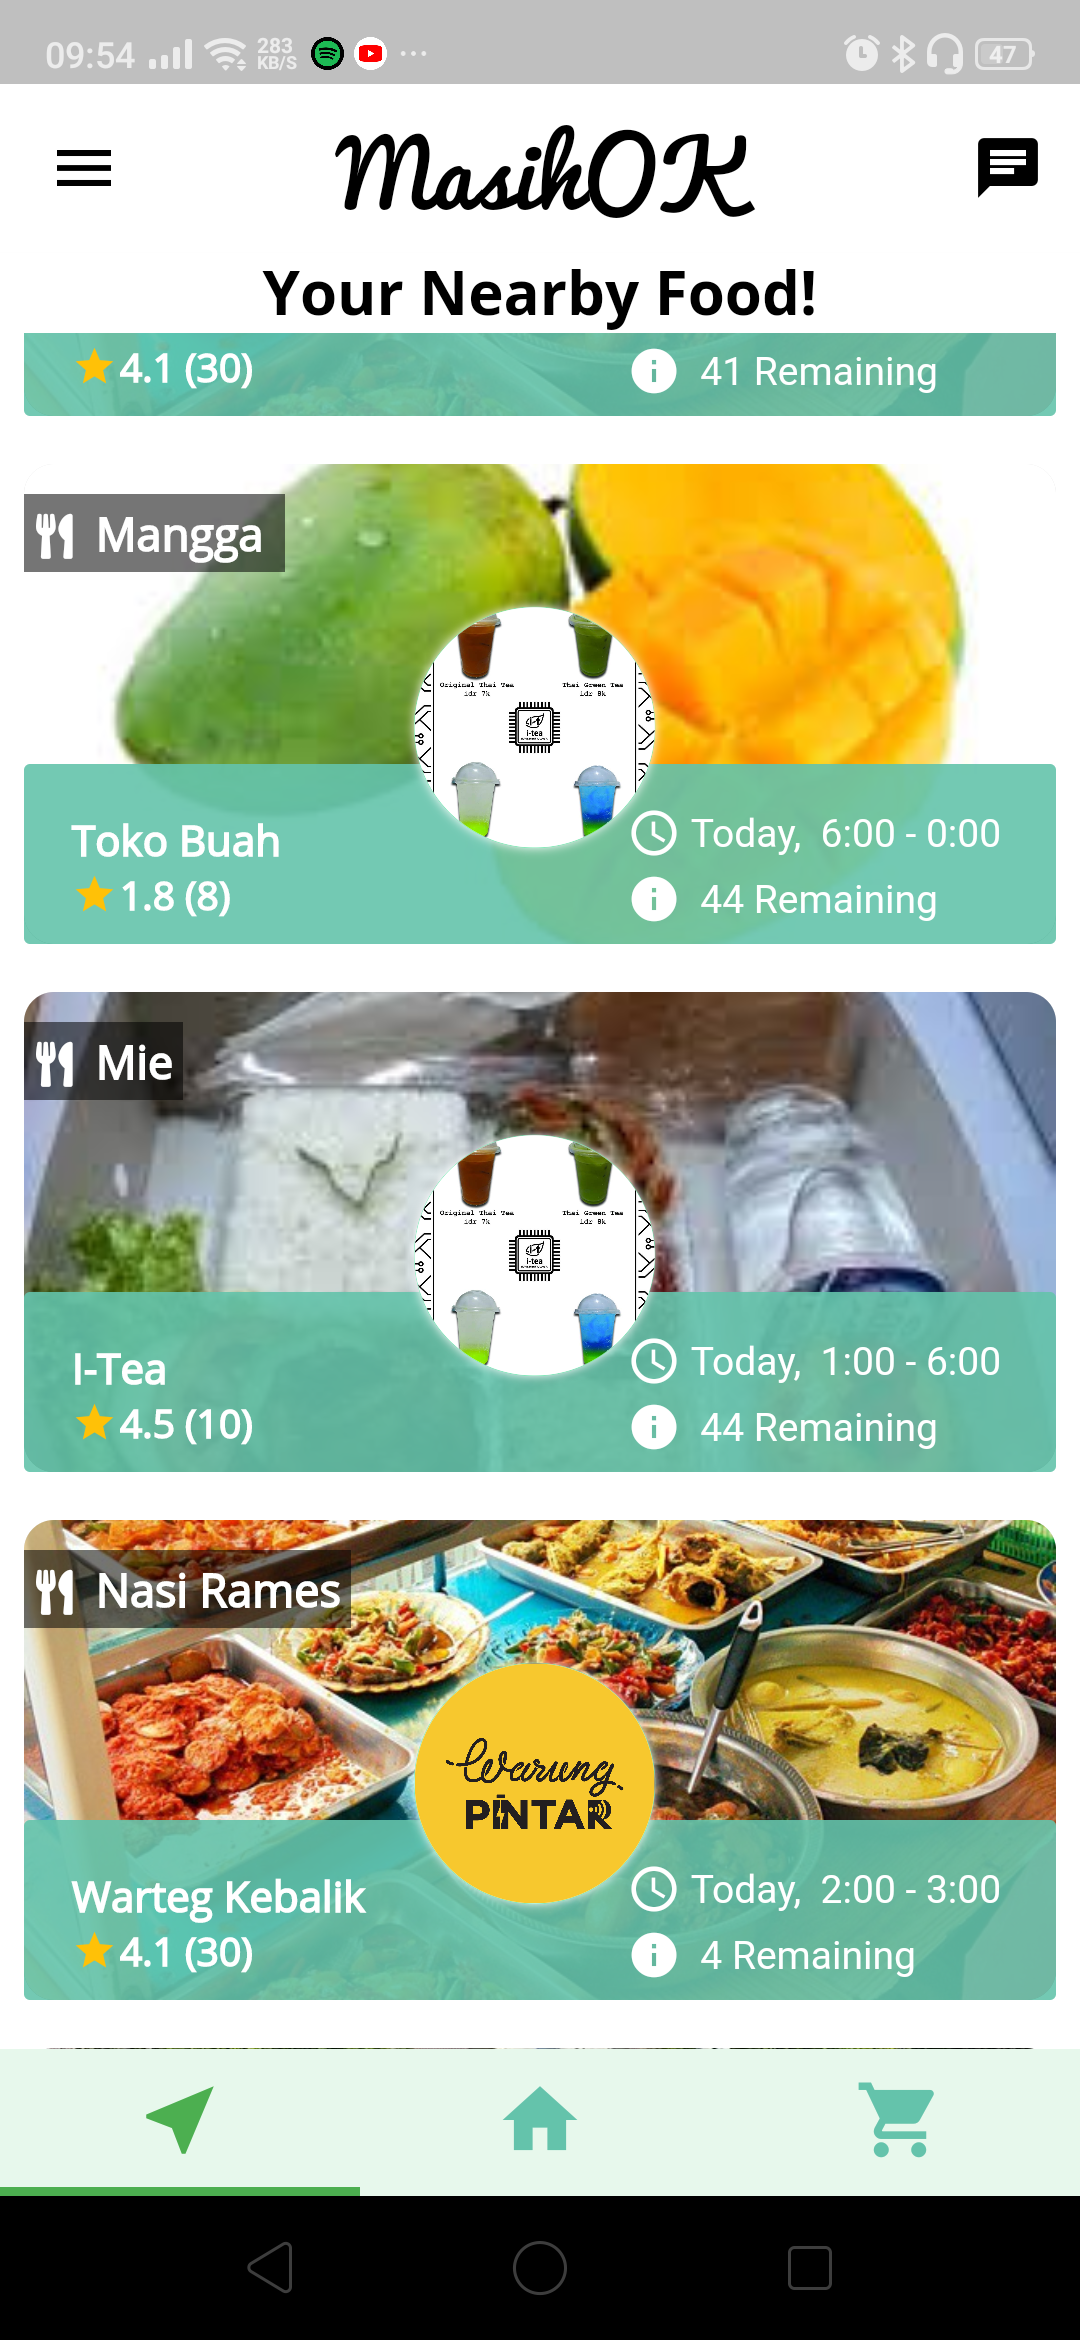 09:54 283 KB/S 47
MasihOK
Your Nearby Food!
4.1 (30) 41 Remaining
Mangga
Original Thai Tea Thai Green Tea
idr 7k idr 8k
i-tea
Toko Buah Today, 6:00 - 0:00
1.8 (8) 44 Remaining
Mie
Original Thai Tea Thai Green Tea
idr 7k idr 8k
i-tea
I-Tea Today, 1:00 - 6:00
4.5 (10) 44 Remaining
Nasi Rames
Warung
PINTAR
Warteg Kebalik Today, 2:00 - 3:00
4.1 (30) 4 Remaining